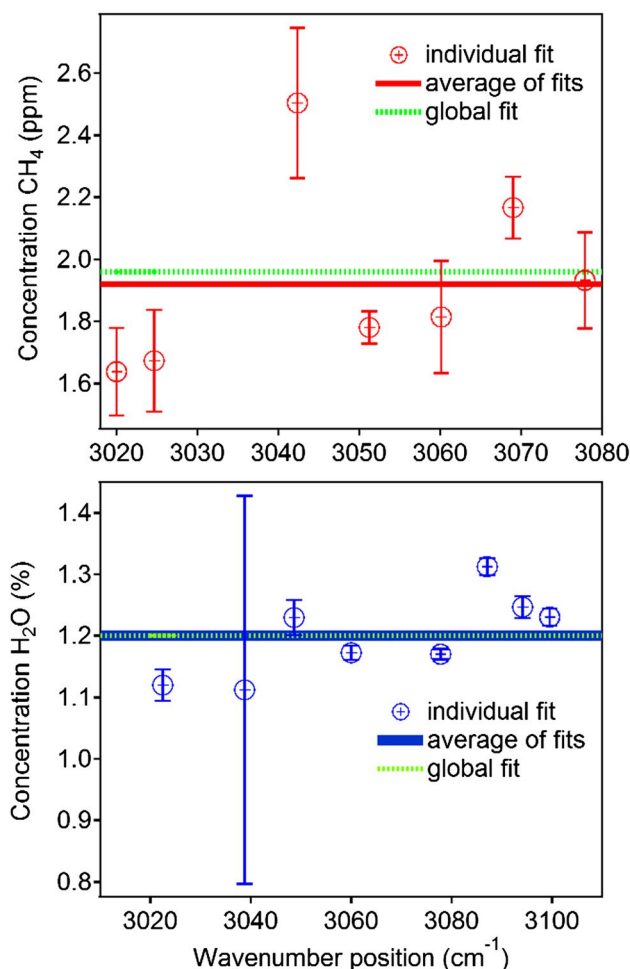 2.6
2.4
2.2
2.0
1.8
1.6
Concentration CH4 (ppm)
individual fit
average of fits
global fit
3020 3030 3040 3050 3060 3070 3080
1.4
1.3
1.2
1.1
1.0
0.9
0.8
Concentration H2O (%)
individual fit
average of fits
global fit
3020 3040 3060 3080 3100
Wavenumber position (cm-1)